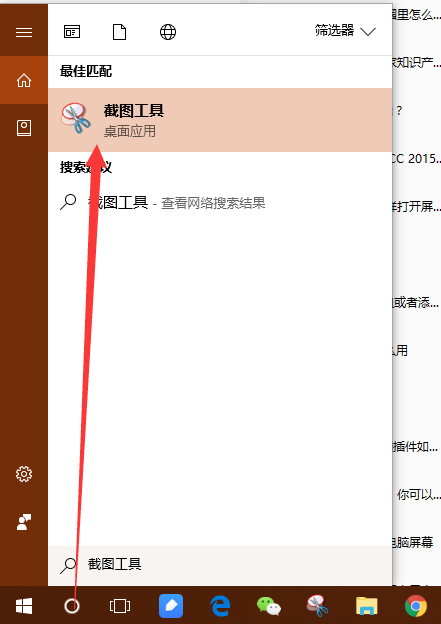 筛选器
最佳匹配
截图工具
桌面应用
搜索建议
截图工具 - 查看网络搜索结果
截图工具
里怎么...
家知识产...
?
CC 2015...
样打开屏...
或者添...
么用
插件如...
你可以...
电脑屏幕